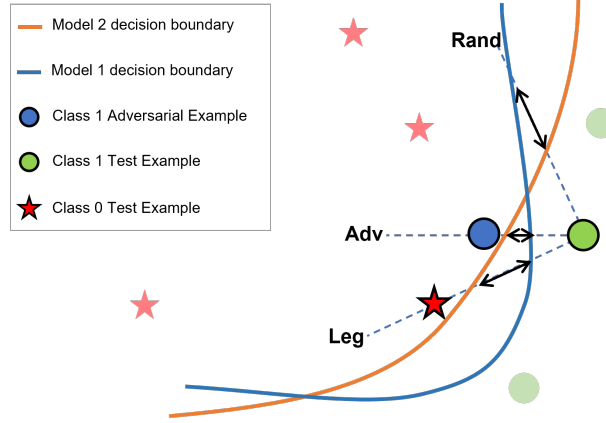 Model 2 decision boundary
Model 1 decision boundary
Class 1 Adversarial Example
Class 1 Test Example
Class 0 Test Example
Rand
Adv
Leg